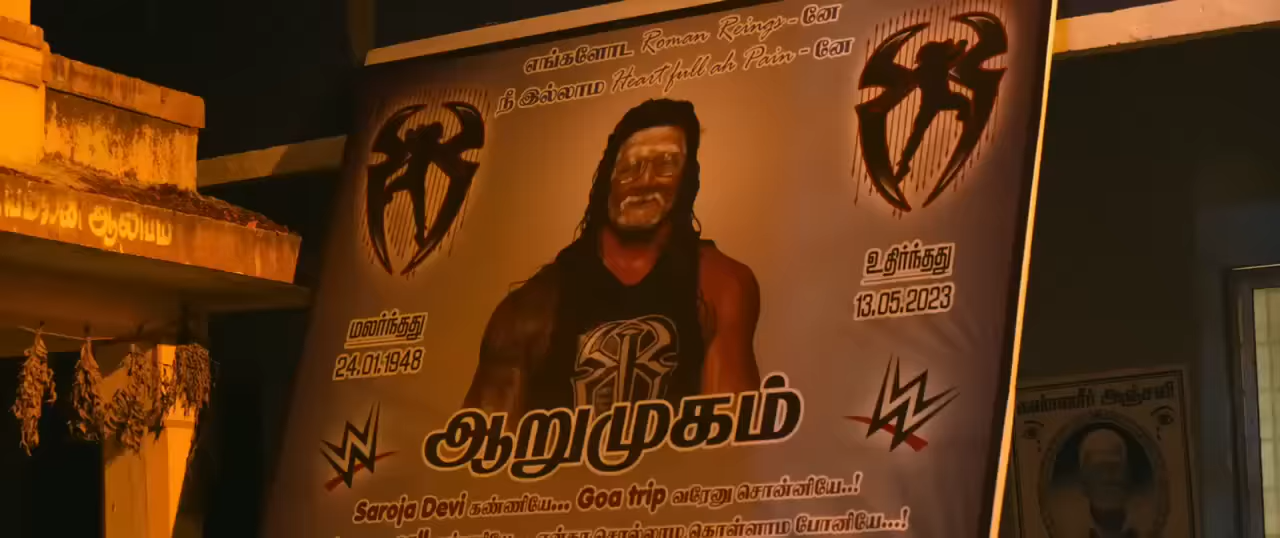 எங்களோட Roman Reings - னே
நீ இல்லாம Heart full ah Pain - னே
மலர்ந்தது
24.01.1948
உதிர்ந்தது
13.05.2023
ஆறுமுகம்
Saroja Devi கண்ணியே... Goa trip வரேனு சொன்னியே..!
சொல்லாம கொள்ளாம போனியே...!
கண்ணீர் அஞ்சலி
ஆலயம்